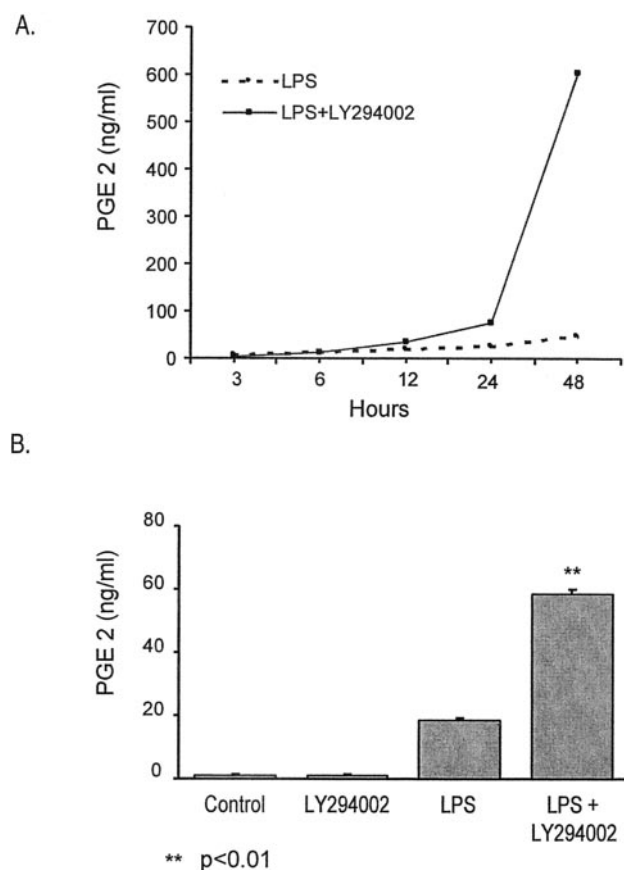 A.
700
600
500
400
300
200
100
0
PGE 2 (ng/ml)
LPS
LPS+LY294002
3 6 12 24 48
Hours
B.
80
60
40
20
0
PGE 2 (ng/ml)
**
Control LY294002 LPS LPS +
LY294002
** p<0.01